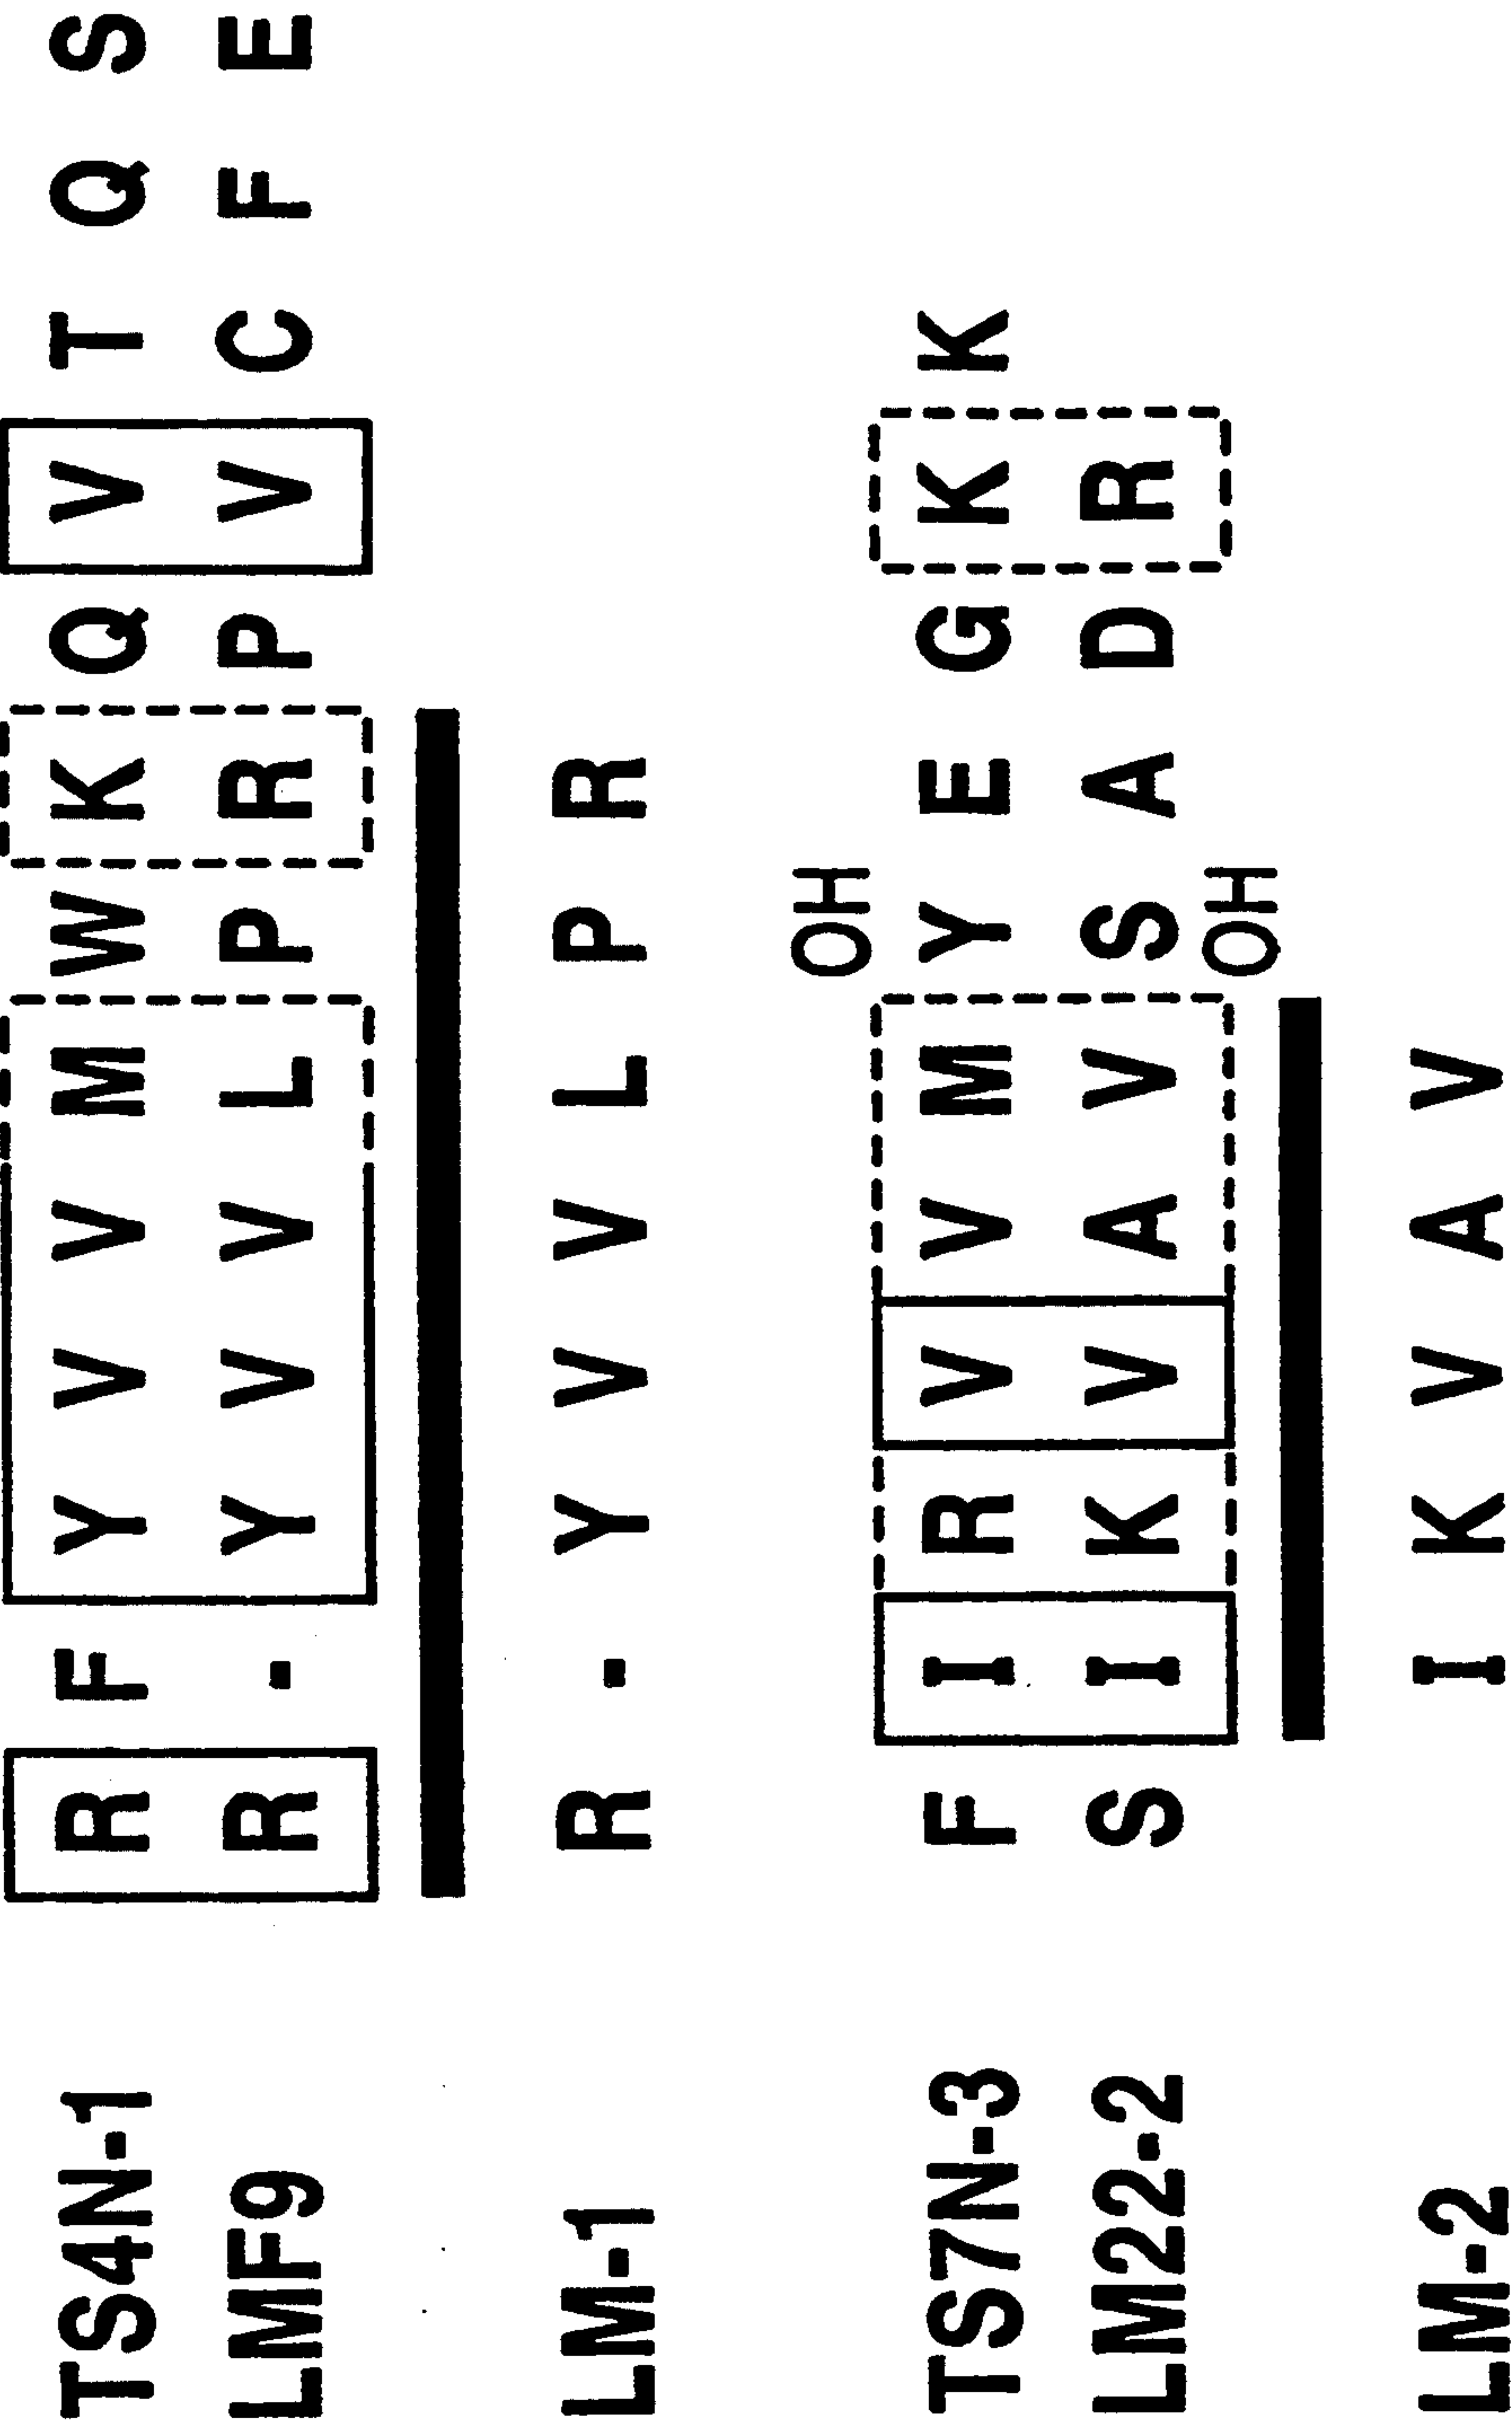 TS4N-1 R F Y V V M W K Q V T Q S
LMF9 R - Y V V L P R P V C F E
LM-1 R - Y V V L P R
OH
TS7N-3 F I R V V M Y E G K K
LM22-2 S I K V A V S A D R
OH
LM-2 I K V A V